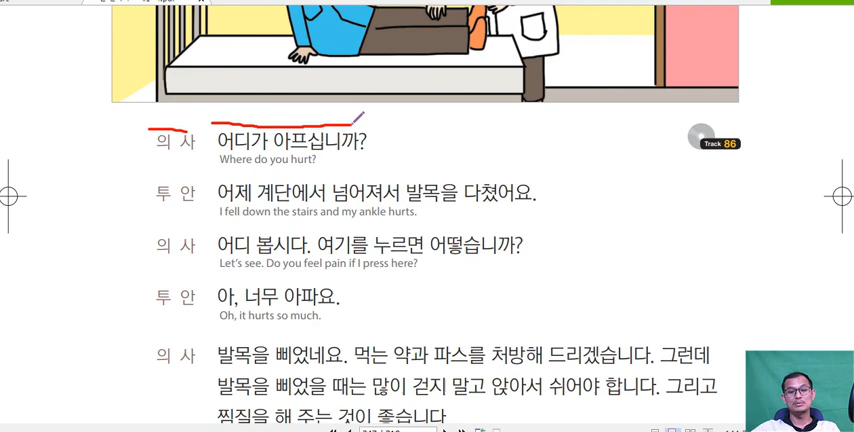 의 사 어디가 아프십니까?
Where do you hurt?
Track 86
투 안 어제 계단에서 넘어져서 발목을 다쳤어요.
I fell down the stairs and my ankle hurts.
의 사 어디 봅시다. 여기를 누르면 어떻습니까?
Let's see. Do you feel pain if I press here?
투 안 아, 너무 아파요.
Oh, it hurts so much.
의 사 발목을 삐었네요. 먹는 약과 파스를 처방해 드리겠습니다. 그런데
발목을 삐었을 때는 많이 걷지 말고 앉아서 쉬어야 합니다. 그리고
찜질을 해 주는 것이 좋습니다